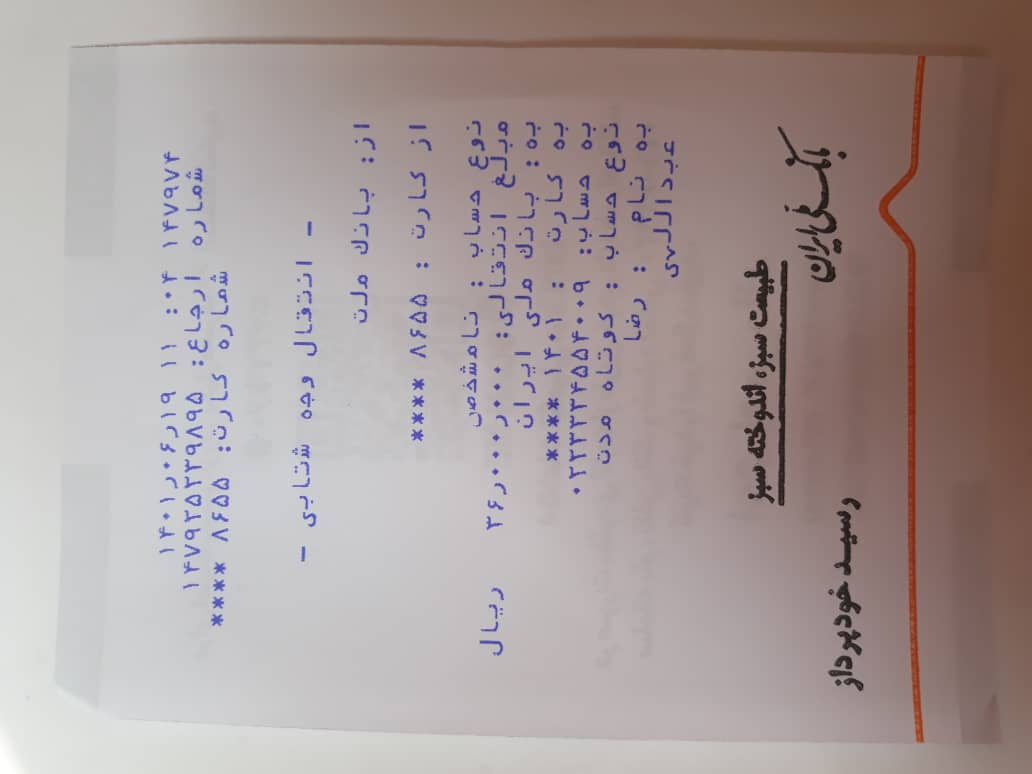 ۱۴۷۹۷۴ ۰۴: ۱۱ ۱۹ر۰۶ر۱۴۰۱
شماره ارجاع: ۱۴۷۹۲۵۲۳۹۸۹۵
شماره کارت: ۸۶۵۵ ****
- انتقال وجه شتابی -
از: بانک ملت
از کارت : ۸۶۵۵ ****
نوع حساب : نامشخص
مبلغ انتقالی: ۰۰۰ر۰۰۰ر۳۶ ریال
به: بانک ملی ایران
به کارت : ۱۴۰۱ ****
به حساب: ۰۲۲۳۳۳۴۵۵۴۰۰۹
نوع حساب : کوتاه مدت
به نام : رضا
عبداللهی
طبیعت سبز، اندوخته سبز
بانک ملی ایران
رسید خودپرداز